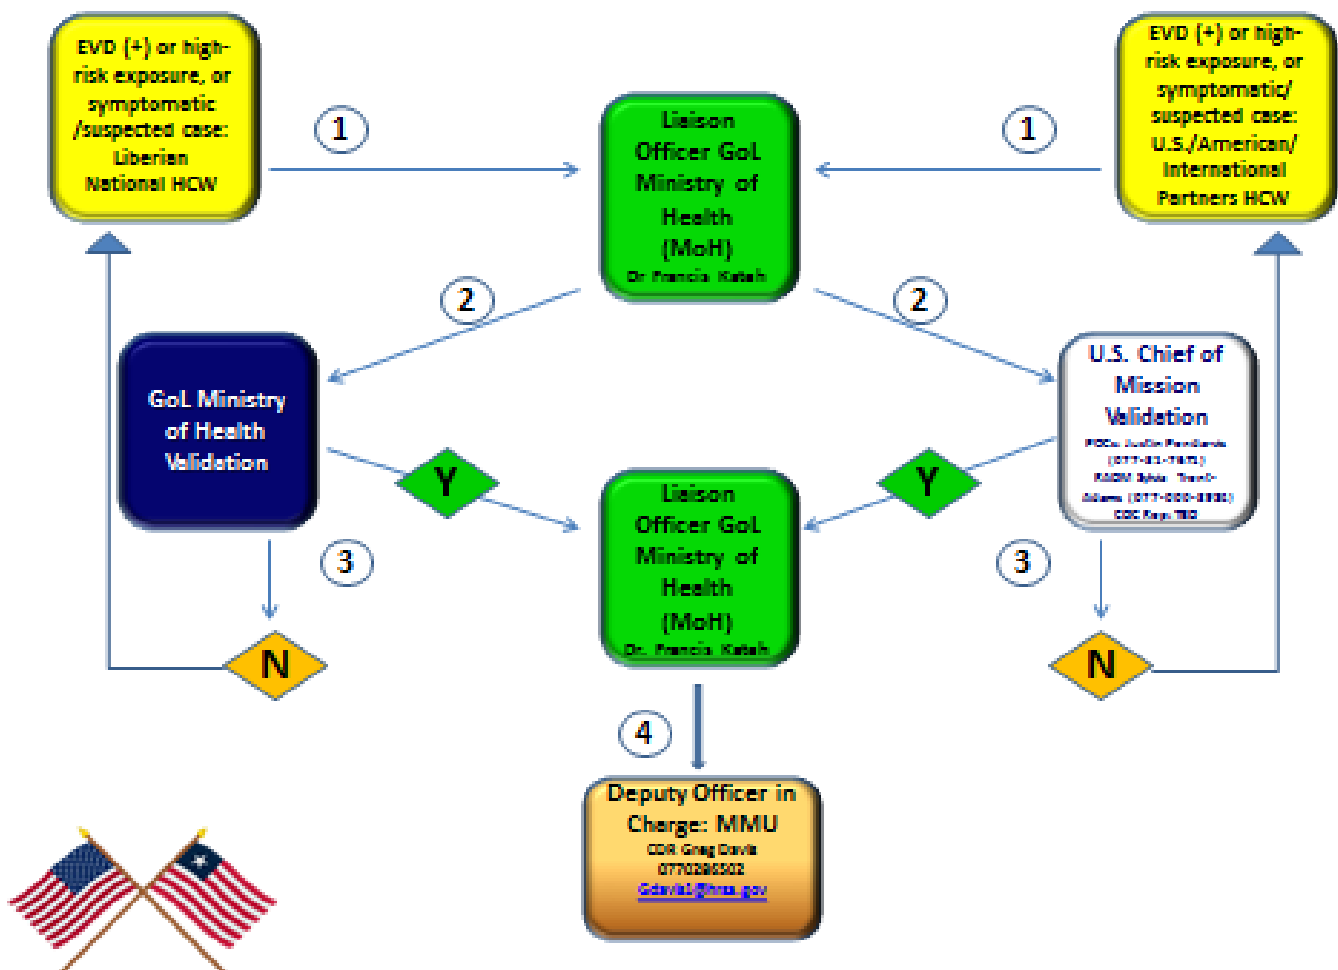 EVD (+) or high-
risk exposure, or
symptomatic
/suspected case:
Liberian
National HCW
1
Liaison
Officer GoL
Ministry of
Health
(MoH)
Dr Francis Kateh
1
EVD (+) or high-
risk exposure, or
symptomatic/
suspected case:
U.S./American/
International
Partners HCW
2
2
GoL Ministry
of Health
Validation
U.S. Chief of
Mission
Validation
Y
Liaison
Officer GoL
Ministry of
Health
(MoH)
Dr. Francis Kateh
Y
3
3
N
N
4
Deputy Officer in
Charge: MMU
CDR Greg Davis
Gdavis1@hrsa.gov